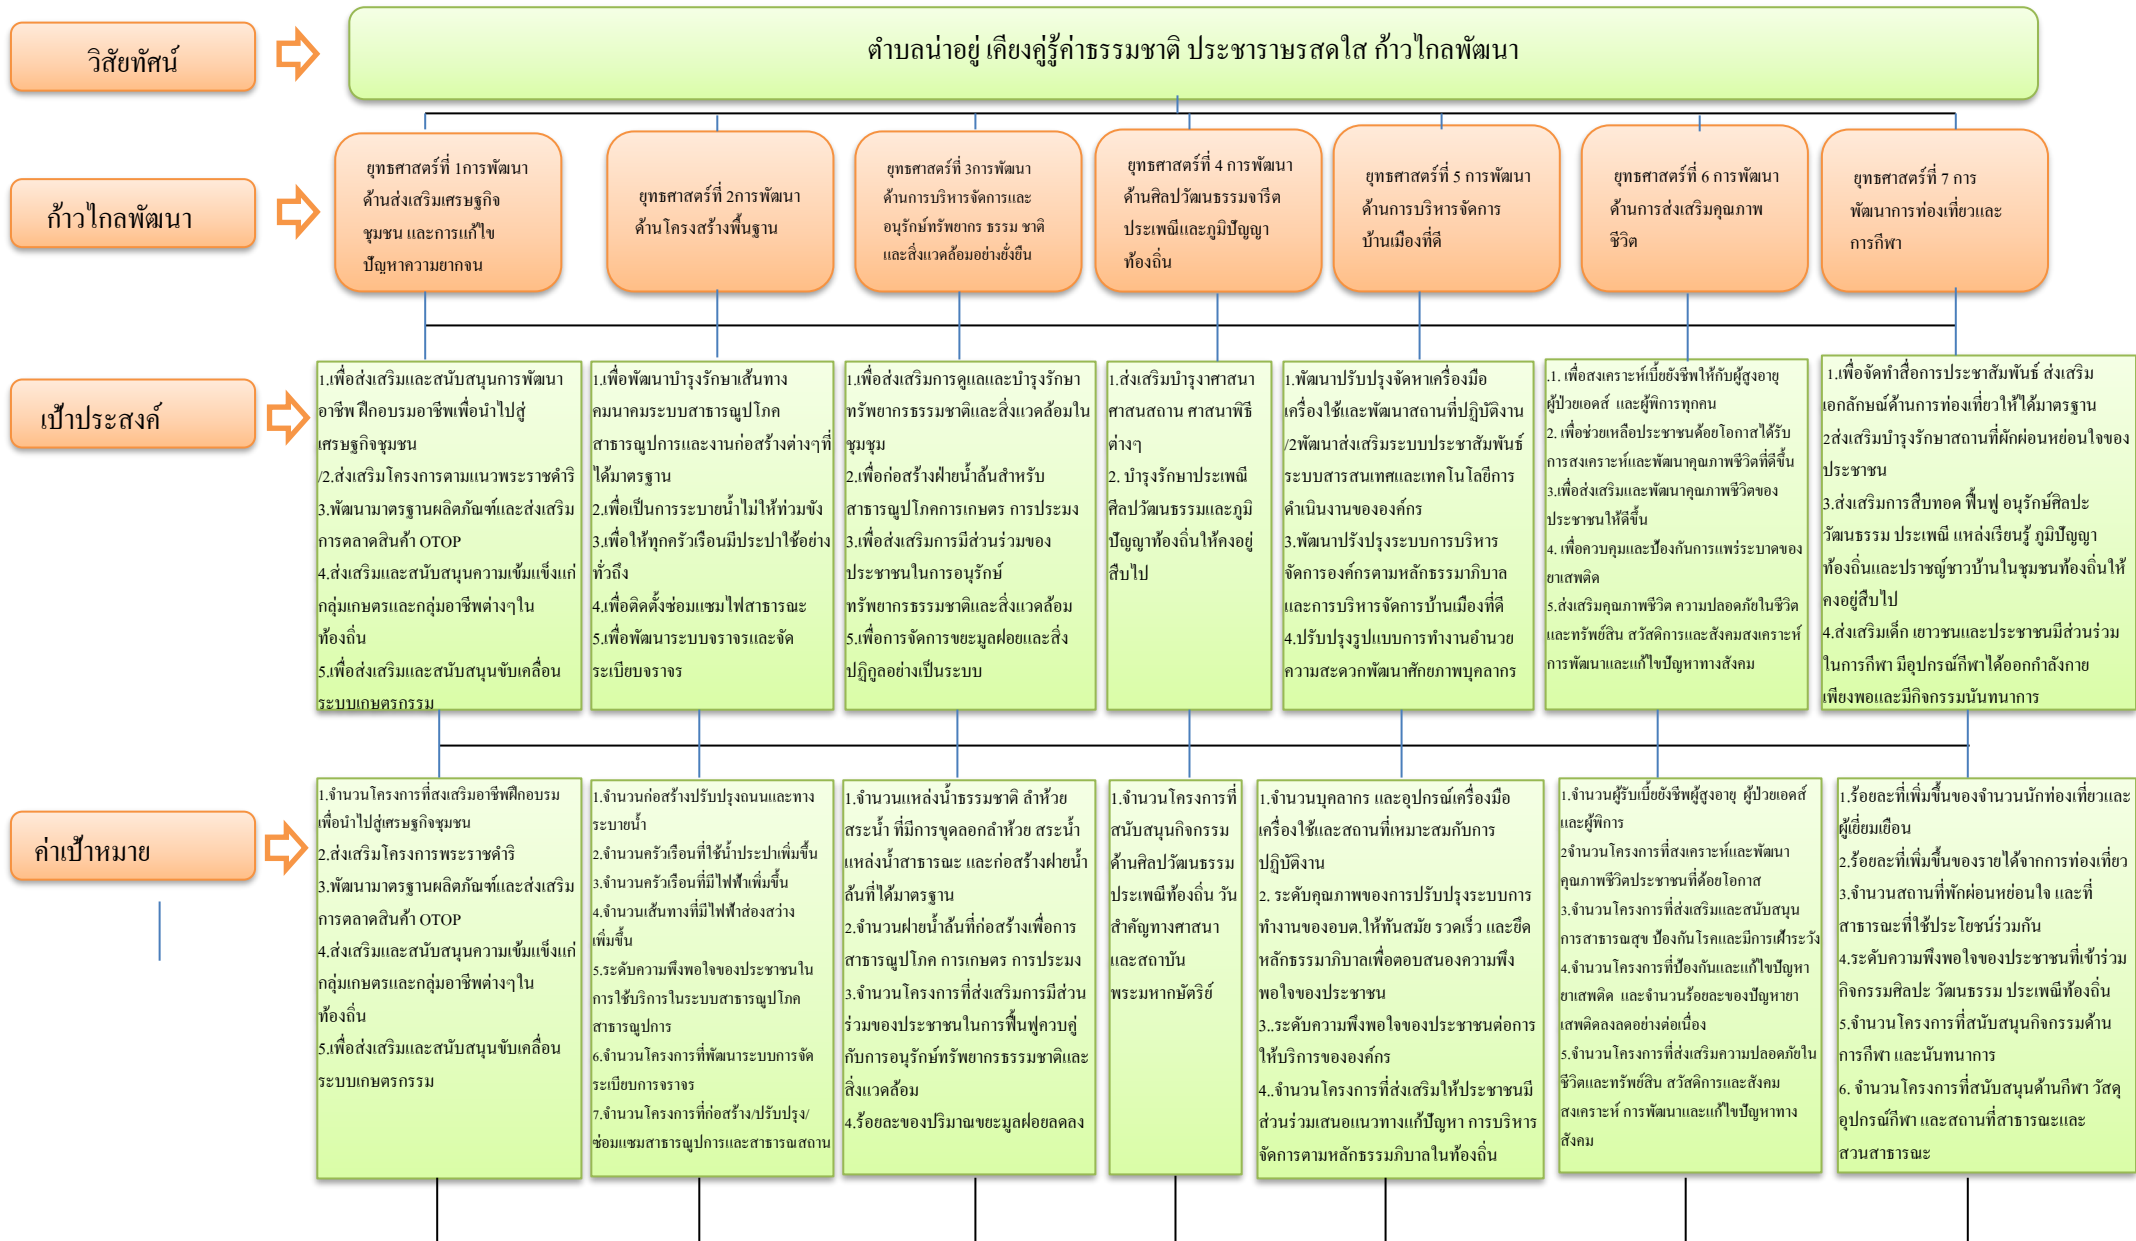 วิสัยทัศน์
ตำบลน่าอยู่ เคียงคู่รู้ค่าธรรมชาติ ประชาราษรสดใส ก้าวไกลพัฒนา
ก้าวไกลพัฒนา
ยุทธศาสตร์ที่ 1การพัฒนา
ด้านส่งเสริมเศรษฐกิจ
ชุมชน และการแก้ไข
ปัญหาความยากจน
ยุทธศาสตร์ที่ 2การพัฒนา
ด้านโครงสร้างพื้นฐาน
ยุทธศาสตร์ที่ 3การพัฒนา
ด้านการบริหารจัดการและ
อนุรักษ์ทรัพยากร ธรรม ชาติ
และสิ่งแวดล้อมอย่างยั่งยืน
ยุทธศาสตร์ที่ 4 การพัฒนา
ด้านศิลปวัฒนธรรมจารีต
ประเพณีและภูมิปัญญา
ท้องถิ่น
ยุทธศาสตร์ที่ 5 การพัฒนา
ด้านการบริหารจัดการ
บ้านเมืองที่ดี
ยุทธศาสตร์ที่ 6 การพัฒนา
ด้านการส่งเสริมคุณภาพ
ชีวิต
ยุทธศาสตร์ที่ 7 การ
พัฒนาการท่องเที่ยวและ
การกีฬา
เป้าประสงค์
1.เพื่อส่งเสริมและสนับสนุนการพัฒนา
อาชีพ ฝึกอบรมอาชีพเพื่อนำไปสู่
เศรษฐกิจชุมชน
/2.ส่งเสริมโครงการตามแนวพระราชดำริ
3.พัฒนามาตรฐานผลิตภัณฑ์และส่งเสริม
การตลาดสินค้า OTOP
4.ส่งเสริมและสนับสนุนความเข้มแข็งแก่
กลุ่มเกษตรและกลุ่มอาชีพต่างๆใน
ท้องถิ่น
5.เพื่อส่งเสริมและสนับสนุนขับเคลื่อน
ระบบเกษตรกรรม
1.เพื่อพัฒนาบำรุงรักษาเส้นทาง
คมนาคมระบบสาธารณูปโภค
สาธารณูปการและงานก่อสร้างต่างๆที่
ได้มาตรฐาน
2.เพื่อเป็นการระบายน้ำไม่ให้ท่วมขัง
3.เพื่อให้ทุกครัวเรือนมีประปาใช้อย่าง
ทั่วถึง
4.เพื่อติดตั้งซ่อมแซมไฟสาธารณะ
5.เพื่อพัฒนาระบบจราจรและจัด
ระเบียบจราจร
1.เพื่อส่งเสริมการดูแลและบำรุงรักษา
ทรัพยากรธรรมชาติและสิ่งแวดล้อมใน
ชุมชุม
2.เพื่อก่อสร้างฝายน้ำล้นสำหรับ
สาธารณูปโภคการเกษตร การประมง
3.เพื่อส่งเสริมการมีส่วนร่วมของ
ประชาชนในการอนุรักษ์
ทรัพยากรธรรมชาติและสิ่งแวดล้อม
5.เพื่อการจัดการขยะมูลฝอยและสิ่ง
ปฏิกูลอย่างเป็นระบบ
1.ส่งเสริมบำรุงาศาสนา
ศาสนสถาน ศาสนาพิธี
ต่างๆ
2. บำรุงรักษาประเพณี
ศีลปวัฒนธรรมและภูมิ
ปัญญาท้องถิ่นให้คงอยู่
สืบไป
1.พัฒนาปรับปรุงจัดหาเครื่องมือ
เครื่องใช้และพัฒนาสถานที่ปฏิบัติงาน
/2พัฒนาส่งเสริมระบบประชาสัมพันธ์
ระบบสารสนเทศและเทคโนโลยีการ
ดำเนินงานขององค์กร
3.พัฒนาปรังปรุงระบบการบริหาร
จัดการองค์กรตามหลักธรรมาภิบาล
และการบริหารจัดการบ้านเมืองที่ดี
4.ปรับปรุงรูปแบบการทำงานอำนวย
ความสะดวกพัฒนาศักยภาพบุคลากร
.1. เพื่อสงเคราะห์เบี้ยยังชีพให้กับผู้สูงอายุ
ผู้ป่วยเอดส์ และผู้พิการทุกคน
2. เพื่อช่วยเหลือประชาชนด้อยโอกาสได้รับ
การสงเคราะห์และพัฒนาคุณภาพชีวิตที่ดีขึ้น
3.เพื่อส่งเสริมและพัฒนาคุณภาพชีวิตของ
ประชาชนให้ดีขึ้น
4. เพื่อควบคุมและป้องกันการแพร่ระบาดของ
ยาเสพติด
5.ส่งเสริมคุณภาพชีวิต ความปลอดภัยในชีวิต
และทรัพย์สิน สวัสดิการและสังคมสงเคราะห์
การพัฒนาและแก้ไขปัญหาทางสังคม
1.เพื่อจัดทำสื่อการประชาสัมพันธ์ ส่งเสริม
เอกลักษณ์ด้านการท่องเที่ยวให้ได้มาตรฐาน
2ส่งเสริมบำรุงรักษาสถานที่ผักผ่อนหย่อนใจของ
ประชาชน
3.ส่งเสริมการสืบทอด ฟื้นฟู อนุรักษ์ศิลปะ
วัฒนธรรม ประเพณี แหล่งเรียนรู้ ภูมิปัญญา
ท้องถิ่นและปราชญ์ชาวบ้านในชุมชนท้องถิ่นให้
คงอยู่สืบไป
4.ส่งเสริมเด็ก เยาวชนและประชาชนมีส่วนร่วม
ในการกีฬา มีอุปกรณ์กีฬาได้ออกกำลังกาย
เพียงพอและมีกิจกรรมนันทนาการ
ค่าเป้าหมาย
1.จำนวนโครงการที่สงเสริมอาชีพฝึกอบรม
เพื่อนำไปสู่เศรษฐกิจชุมชน
2.ส่งเสริมโครงการพระราชดำริ
3.พัฒนามาตรฐานผลิตภัณฑ์และส่งเสริม
การตลาดสินค้า OTOP
4.ส่งเสริมและสนับสนุนความเข้มแข็งแก่
กลุ่มเกษตรและกลุ่มอาชีพต่างๆใน
ท้องถิ่น
5.เพื่อส่งเสริมและสนับสนุนขับเคลื่อน
ระบบเกษตรกรรม
1.จำนวนก่อสร้างปรับปรุงถนนและทาง
ระบายน้ำ
2.จำนวนครัวเรือนที่ใช้น้ำประปาเพิ่มขึ้น
3.จำนวนครัวเรือนที่มีไฟฟ้าเพิ่มขึ้น
4.จำนวนเส้นทางที่มีไฟฟ้าส่องสว่าง
เพิ่มขึ้น
5.ระดับความพึงพอใจของประชาชนใน
การใช้บริการในระบบสาธารณูปโภค
สาธารณูปการ
6.จำนวนโครงการที่พัฒนาระบบการจัด
ระเบียบการจราจร
7.จำนวนโครงการที่ก่อสร้าง/ปรับปรุง/
ซ่อมแซมสาธารณูปการและสาธารณสถาน
1.จำนวนแหล่งน้ำธรรมชาติ ลำห้วย
สระน้ำ ที่มีการขุดลอกลำห้วย สระน้ำ
แหล่งน้ำสาธารณะ และก่อสร้างฝายน้ำ
ล้นที่ได้มาตรฐาน
2.จำนวนฝายน้ำล้นที่ก่อสร้างเพื่อการ
สาธารณูปโภค การเกษตร การประมง
3.จำนวนโครงการที่ส่งเสริมการมีส่วน
ร่วมของประชาชนในการฟื้นฟูควบคู่
กับการอนุรักษ์ทรัพยากรธรรมชาติและ
สิ่งแวดล้อม
4.ร้อยละของปริมาณขยะมูลฝอยลดลง
1.จำนวนโครงการที่
สนับสนุนกิจกรรม
ด้านศิลปวัฒนธรรม
ประเพณีท้องถิ่น วัน
สำคัญทางศาสนา
และสถาบัน
พระมหากษัตริย์
1.จำนวนบุคลากร และอุปกรณ์เครื่องมือ
เครื่องใช้และสถานที่เหมาะสมกับการ
ปฏิบัติงาน
2. ระดับคุณภาพของการปรับปรุงระบบการ
ทำงานของอบต.ให้ทันสมัย รวดเร็ว และยึด
หลักธรรมาภิบาลเพื่อตอบสนองความพึง
พอใจของประชาชน
3..ระดับความพึงพอใจของประชาชนต่อการ
ให้บริการขององค์กร
4..จำนวนโครงการที่ส่งเสริมให้ประชาชนมี
ส่วนร่วมเสนอแนวทางแก้ปัญหา การบริหาร
จัดการตามหลักธรรมภิบาลในท้องถิ่น
1.จำนวนผู้รับเบี้ยยังชีพผู้สูงอายุ ผู้ป่วยเอดส์
และผู้พิการ
2จำนวนโครงการที่สงเคราะห์และพัฒนา
คุณภาพชีวิตประชาชนที่ด้อยโอกาส
3.จำนวนโครงการที่ส่งเสริมและสนับสนุน
การสาธารณสุข ป้องกันโรคและมีการเฝ้าระวัง
4.จำนวนโครงการที่ป้องกันและแก้ไขปัญหา
ยาเสพติด และจำนวนร้อยละของปัญหายา
เสพติดลงลดอย่างต่อเนื่อง
5.จำนวนโครงการที่ส่งเสริมความปลอดภัยใน
ชีวิตและทรัพย์สิน สวัสดิการและสังคม
สงเคราะห์ การพัฒนาและแก้ไขปัญหาทาง
สังคม
1.ร้อยละที่เพิ่มขึ้นของจำนวนนักท่องเที่ยวและ
ผู้เยี่ยมเยือน
2.ร้อยละที่เพิ่มขึ้นของรายได้จากการท่องเที่ยว
3.จำนวนสถานที่พักผ่อนหย่อนใจ และที่
สาธารณะที่ใช้ประโยชน์ร่วมกัน
4.ระดับความพึงพอใจของประชาชนที่เข้าร่วม
กิจกรรมศิลปะ วัฒนธรรม ประเพณีท้องถิ่น
5.จำนวนโครงการที่สนับสนุนกิจกรรมด้าน
การกีฬา และนันทนาการ
6. จำนวนโครงการที่สนับสนุนด้านกีฬา วัสดุ
อุปกรณ์กีฬา และสถานที่สาธารณะและ
สวนสาธารณะ